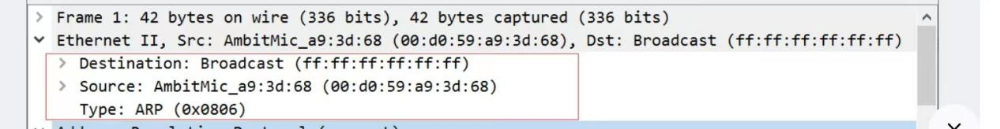 Frame 1: 42 bytes on wire (336 bits), 42 bytes captured (336 bits)
Ethernet II, Src: AmbitMic_a9:3d:68 (00:d0:59:a9:3d:68), Dst: Broadcast (ff:ff:ff:ff:ff:ff)
Destination: Broadcast (ff:ff:ff:ff:ff:ff)
Source: AmbitMic_a9:3d:68 (00:d0:59:a9:3d:68)
Type: ARP (0x0806)